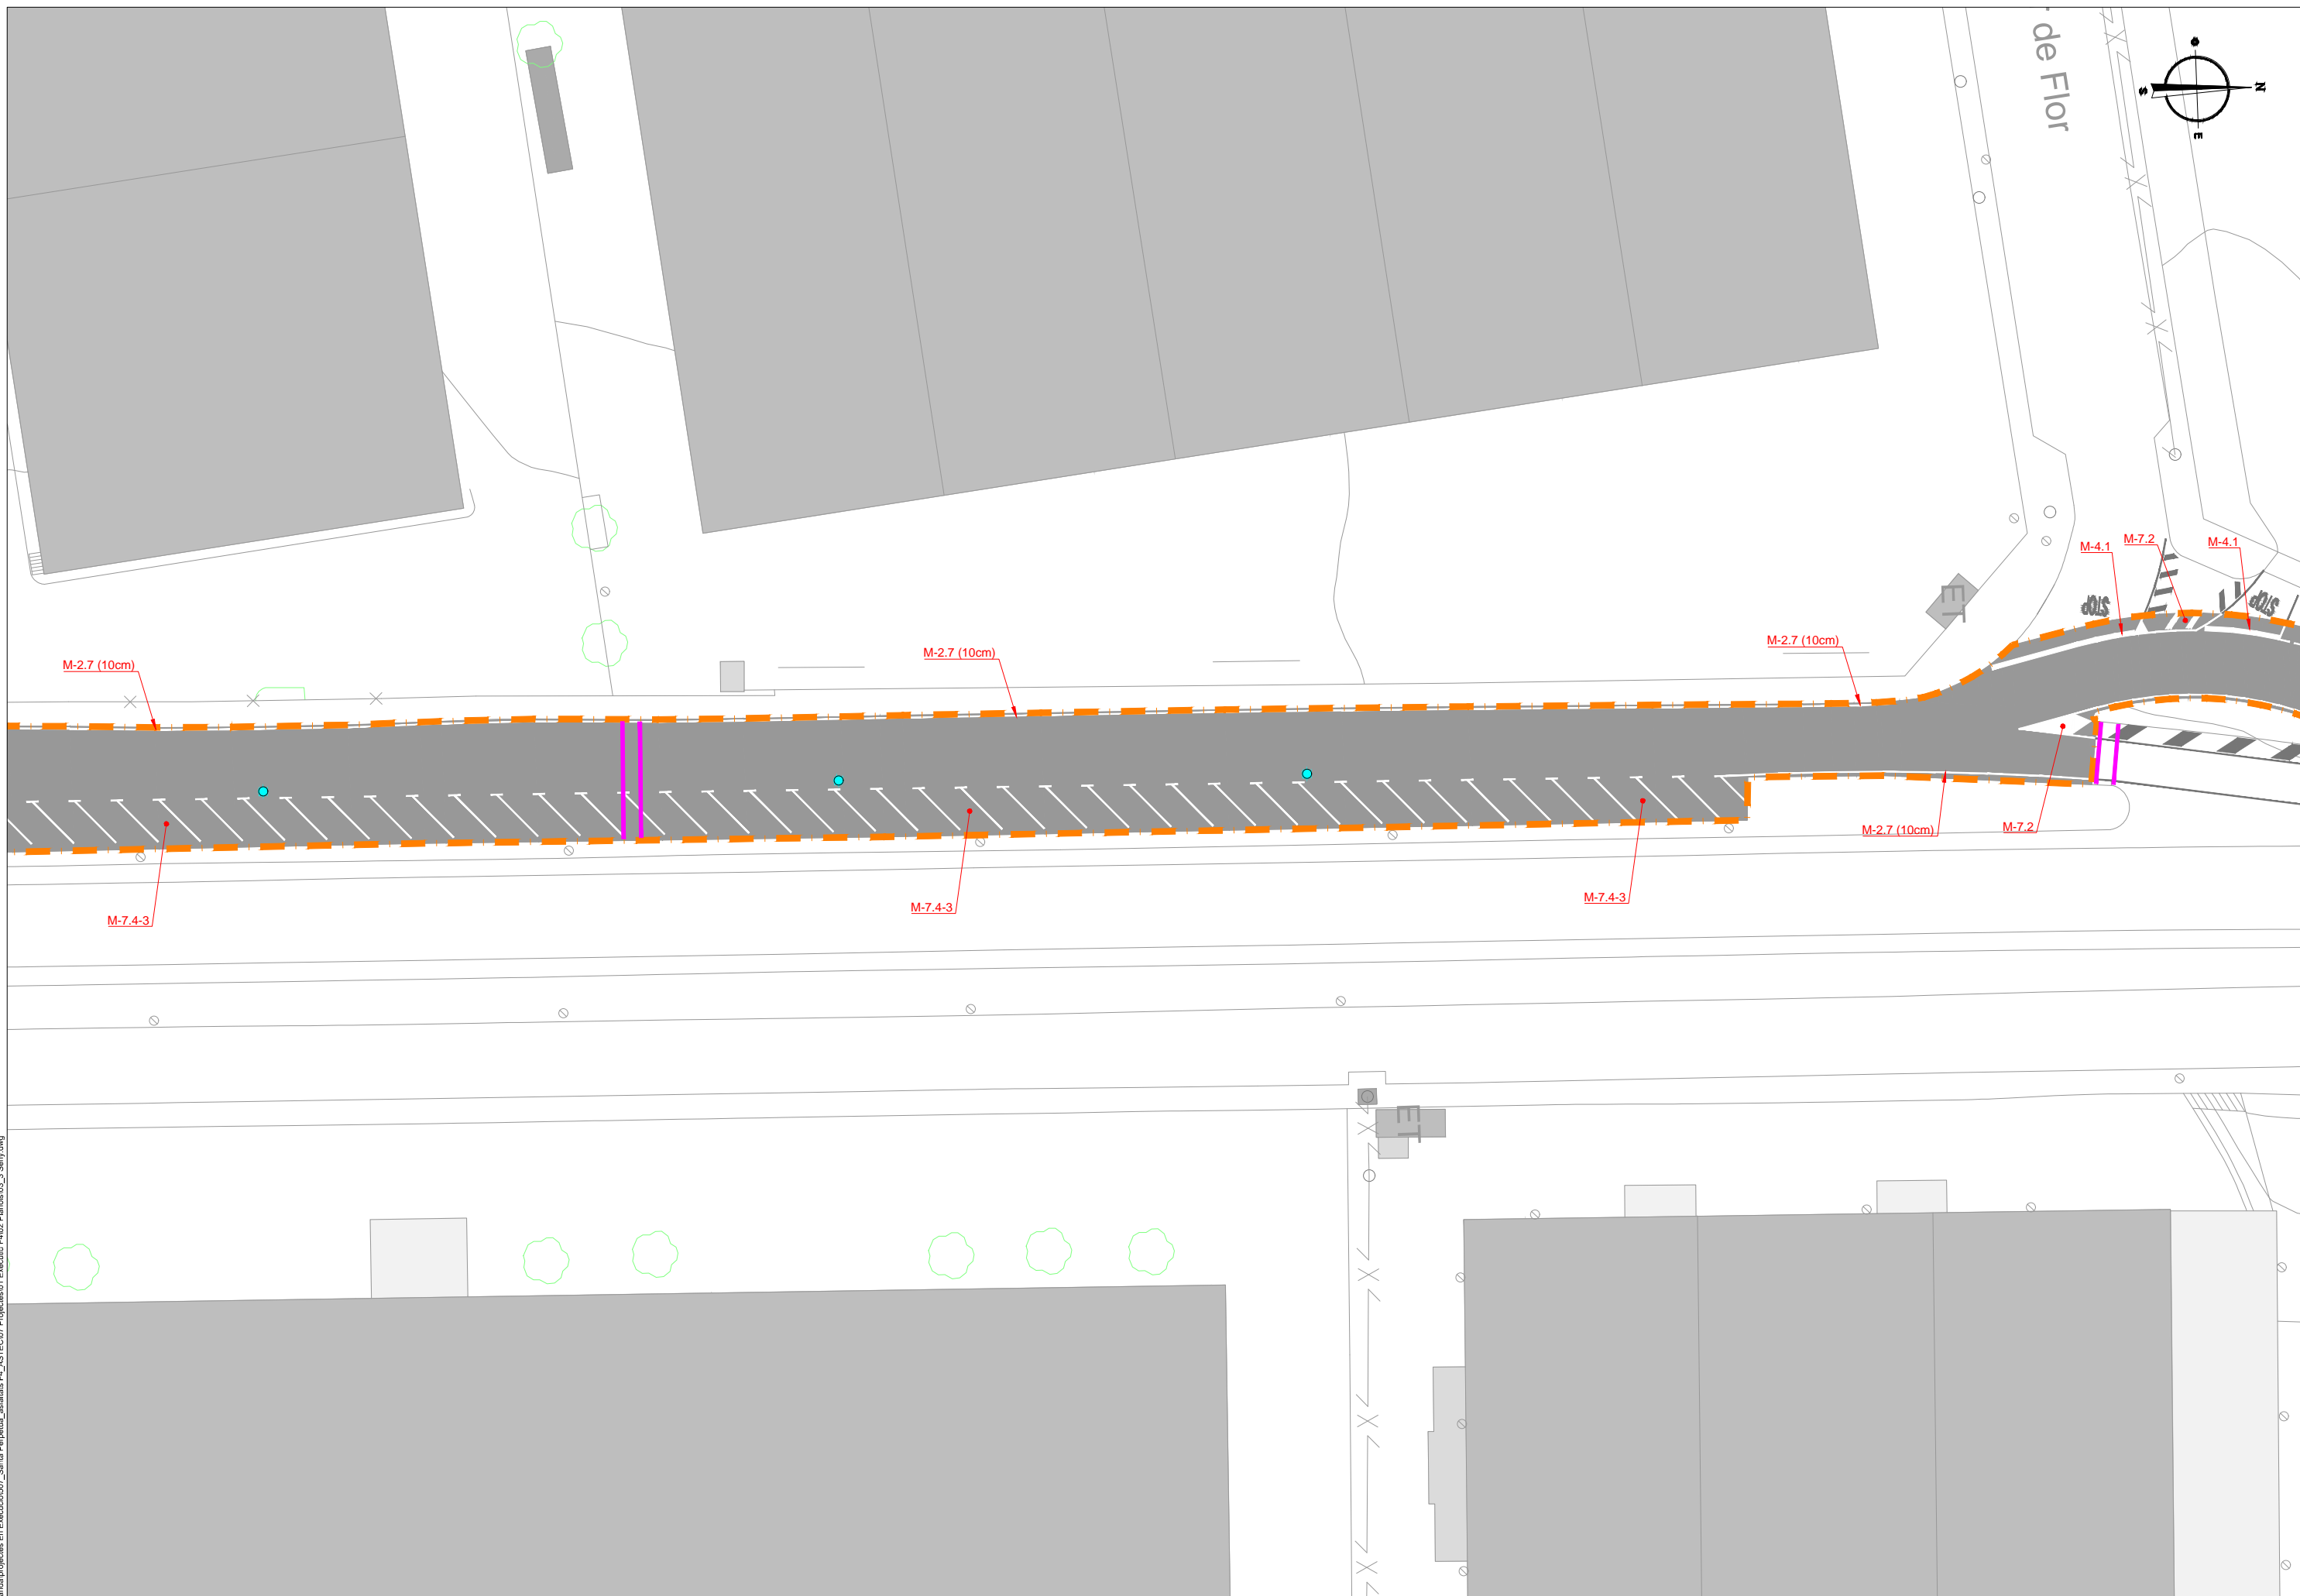 de Flor
O
S
N
E
M-4.1
M-7.2
M-4.1
STOP
STOP
ET
M-2.7 (10cm)
M-2.7 (10cm)
M-2.7 (10cm)
M-2.7 (10cm)
M-7.2
M-7.4-3
M-7.4-3
M-7.4-3
ET